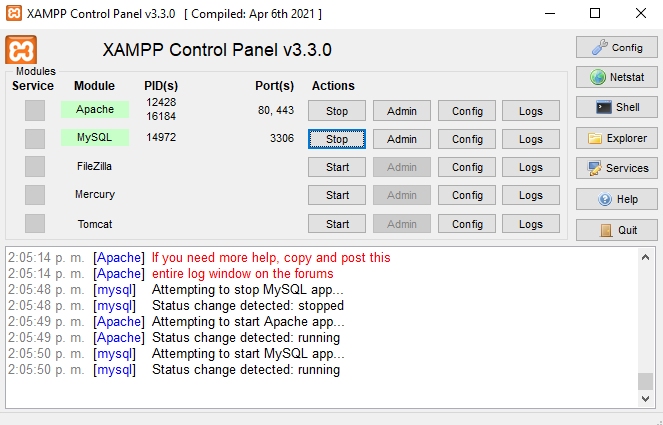 XAMPP Control Panel v3.3.0 [ Compiled: Apr 6th 2021 ]
XAMPP Control Panel v3.3.0
Config
Modules
Service Module PID(s) Port(s) Actions
Netstat
Apache 12428 16184 80, 443 Stop Admin Config Logs
Shell
MySQL 14972 3306 Stop Admin Config Logs
Explorer
FileZilla Start Admin Config Logs
Services
Mercury Start Admin Config Logs
Help
Tomcat Start Admin Config Logs
Quit
2:05:14 p. m. [Apache] If you need more help, copy and post this
2:05:14 p. m. [Apache] entire log window on the forums
2:05:48 p. m. [mysql] Attempting to stop MySQL app...
2:05:48 p. m. [mysql] Status change detected: stopped
2:05:49 p. m. [Apache] Attempting to start Apache app...
2:05:49 p. m. [Apache] Status change detected: running
2:05:50 p. m. [mysql] Attempting to start MySQL app...
2:05:50 p. m. [mysql] Status change detected: running